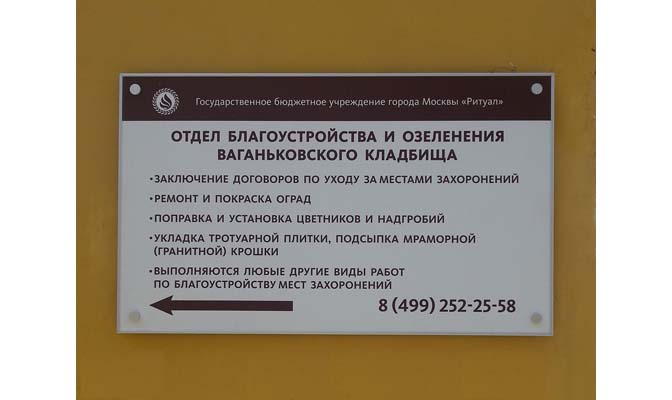 Государственное бюджетное учреждение города Москвы «Ритуал»
ОТДЕЛ БЛАГОУСТРОЙСТВА И ОЗЕЛЕНЕНИЯ
ВАГАНЬКОВСКОГО КЛАДБИЩА
•ЗАКЛЮЧЕНИЕ ДОГОВОРОВ ПО УХОДУ ЗА МЕСТАМИ ЗАХОРОНЕНИЙ
•РЕМОНТ И ПОКРАСКА ОГРАД
•ПОПРАВКА И УСТАНОВКА ЦВЕТНИКОВ И НАДГРОБИЙ
•УКЛАДКА ТРОТУАРНОЙ ПЛИТКИ, ПОДСЫПКА МРАМОРНОЙ
(ГРАНИТНОЙ) КРОШКИ
•ВЫПОЛНЯЮТСЯ ЛЮБЫЕ ДРУГИЕ ВИДЫ РАБОТ
ПО БЛАГОУСТРОЙСТВУ МЕСТ ЗАХОРОНЕНИЙ
8 (499) 252-25-58